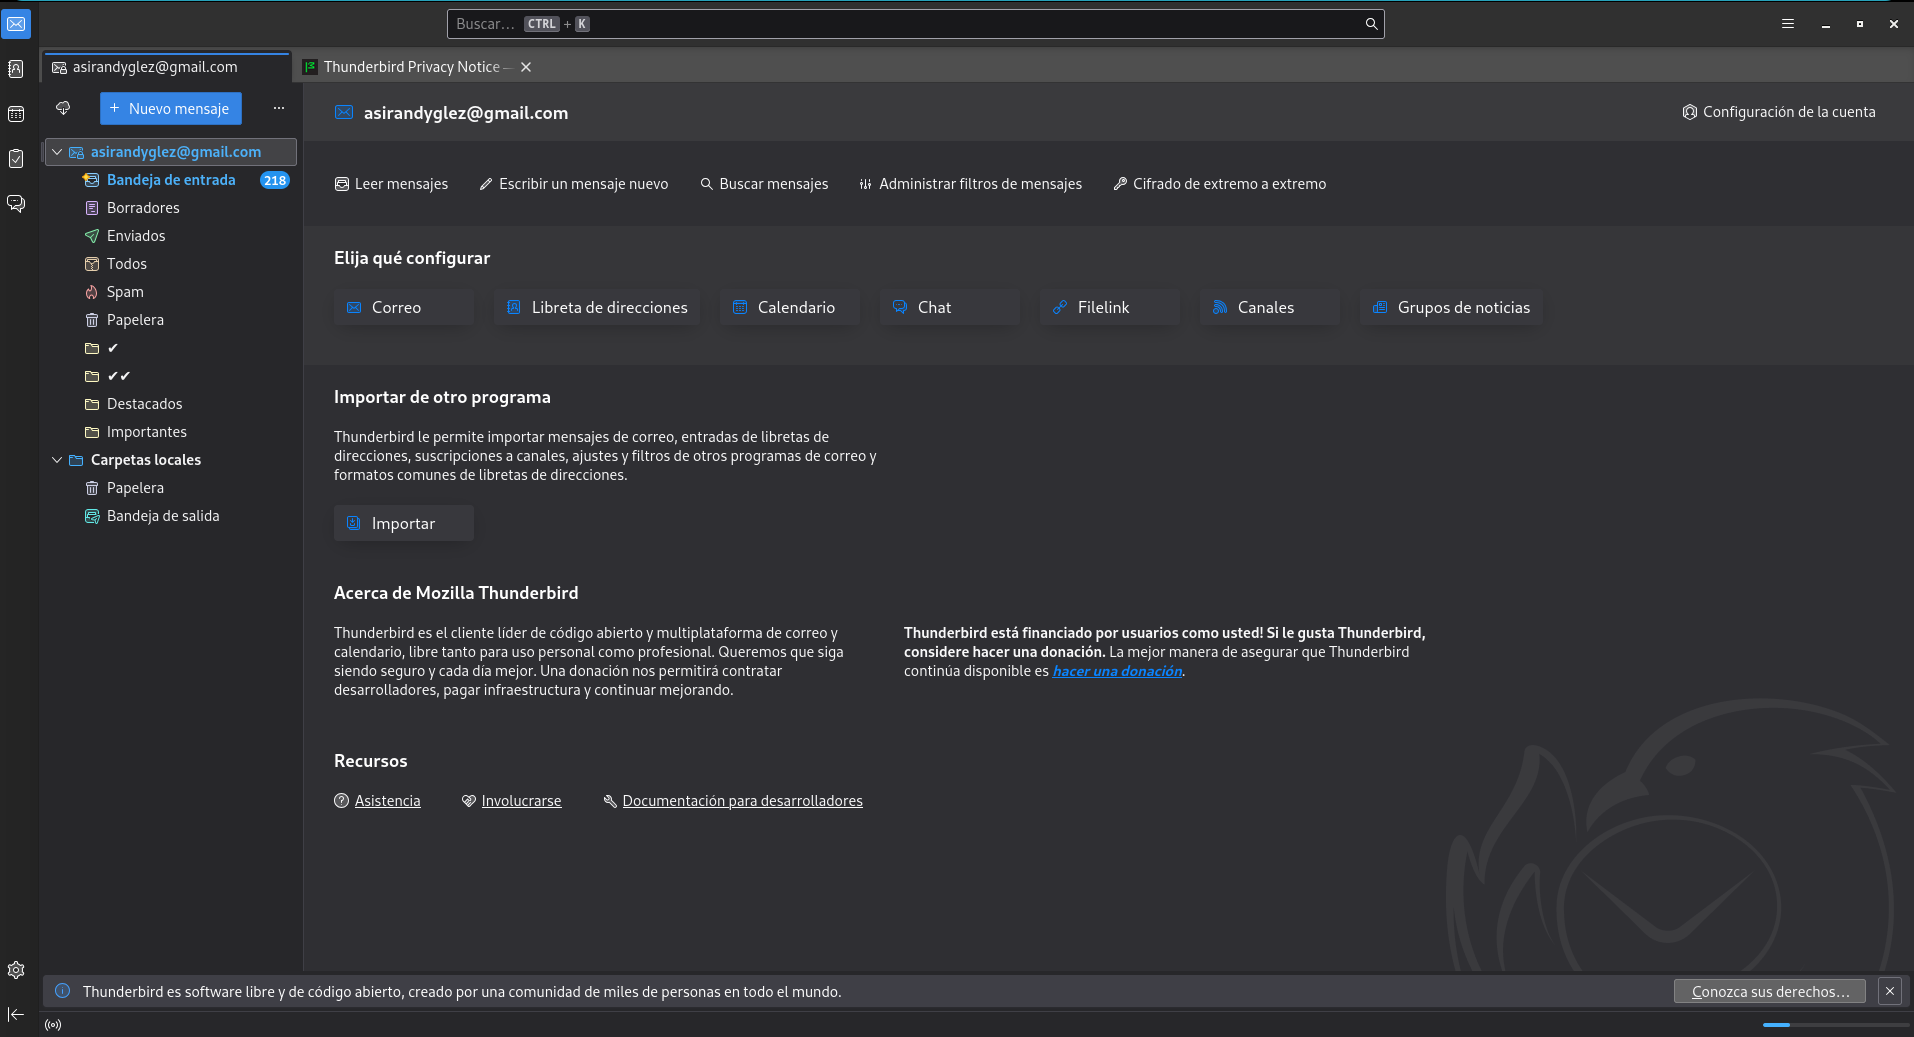 Buscar… CTRL + K
asirandyglez@gmail.com
Thunderbird Privacy Notice —
Nuevo mensaje
asirandyglez@gmail.com
Bandeja de entrada 218
Borradores
Enviados
Todos
Spam
Papelera
✔
✔✔
Destacados
Importantes
Carpetas locales
Papelera
Bandeja de salida
asirandyglez@gmail.com
Configuración de la cuenta
Leer mensajes
Escribir un mensaje nuevo
Buscar mensajes
Administrar filtros de mensajes
Cifrado de extremo a extremo
Elija qué configurar
Correo
Libreta de direcciones
Calendario
Chat
Filelink
Canales
Grupos de noticias
Importar de otro programa
Thunderbird le permite importar mensajes de correo, entradas de libretas de
direcciones, suscripciones a canales, ajustes y filtros de otros programas de correo y
formatos comunes de libretas de direcciones.
Importar
Acerca de Mozilla Thunderbird
Thunderbird es el cliente líder de código abierto y multiplataforma de correo y
calendario, libre tanto para uso personal como profesional. Queremos que siga
siendo seguro y cada día mejor. Una donación nos permitirá contratar
desarrolladores, pagar infraestructura y continuar mejorando.
Thunderbird está financiado por usuarios como usted! Si le gusta Thunderbird,
considere hacer una donación. La mejor manera de asegurar que Thunderbird
continúa disponible es hacer una donación.
Recursos
Asistencia
Involucrarse
Documentación para desarrolladores
Thunderbird es software libre y de código abierto, creado por una comunidad de miles de personas en todo el mundo.
Conozca sus derechos…